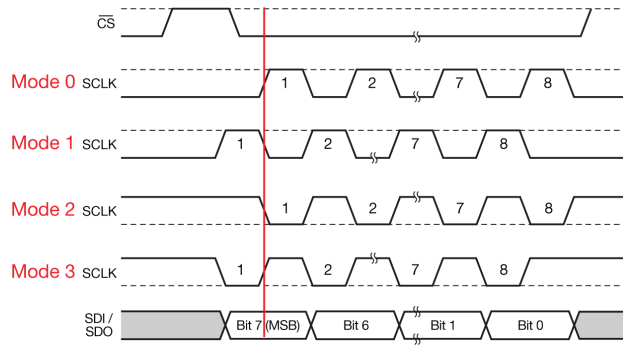 CS
Mode 0 SCLK 1 2 7 8
Mode 1 SCLK 1 2 7 8
Mode 2 SCLK 1 2 7 8
Mode 3 SCLK 1 2 7 8
SDI /
SDO
Bit 7 (MSB) Bit 6 Bit 1 Bit 0